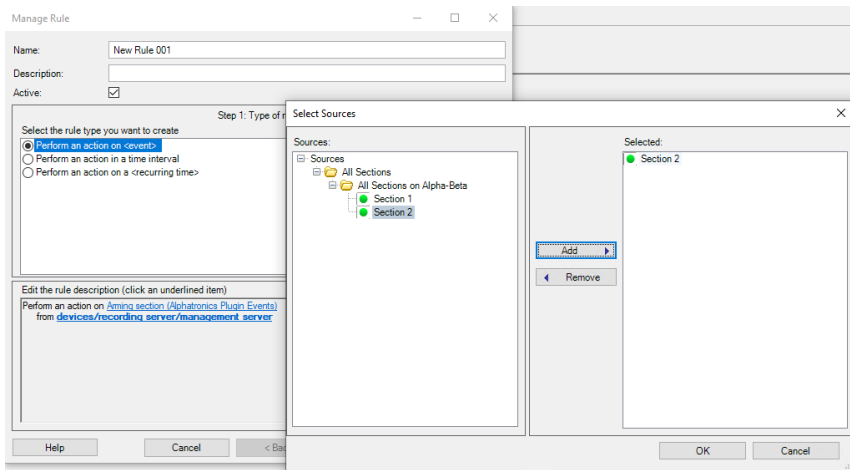 Manage Rule
Name:
New Rule 001
Description:
Active:
Step 1: Type of r
Select the rule type you want to create
Perform an action on <event>
Perform an action in a time interval
Perform an action on a <recurring time>
Edit the rule description (click an underlined item)
Perform an action on Arming section (Alphatronics Plugin Events)
from devices/recording server/management server
Help
Cancel
< Bac
Select Sources
Sources:
Sources
All Sections
All Sections on Alpha-Beta
Section 1
Section 2
Add
Remove
Selected:
Section 2
OK
Cancel